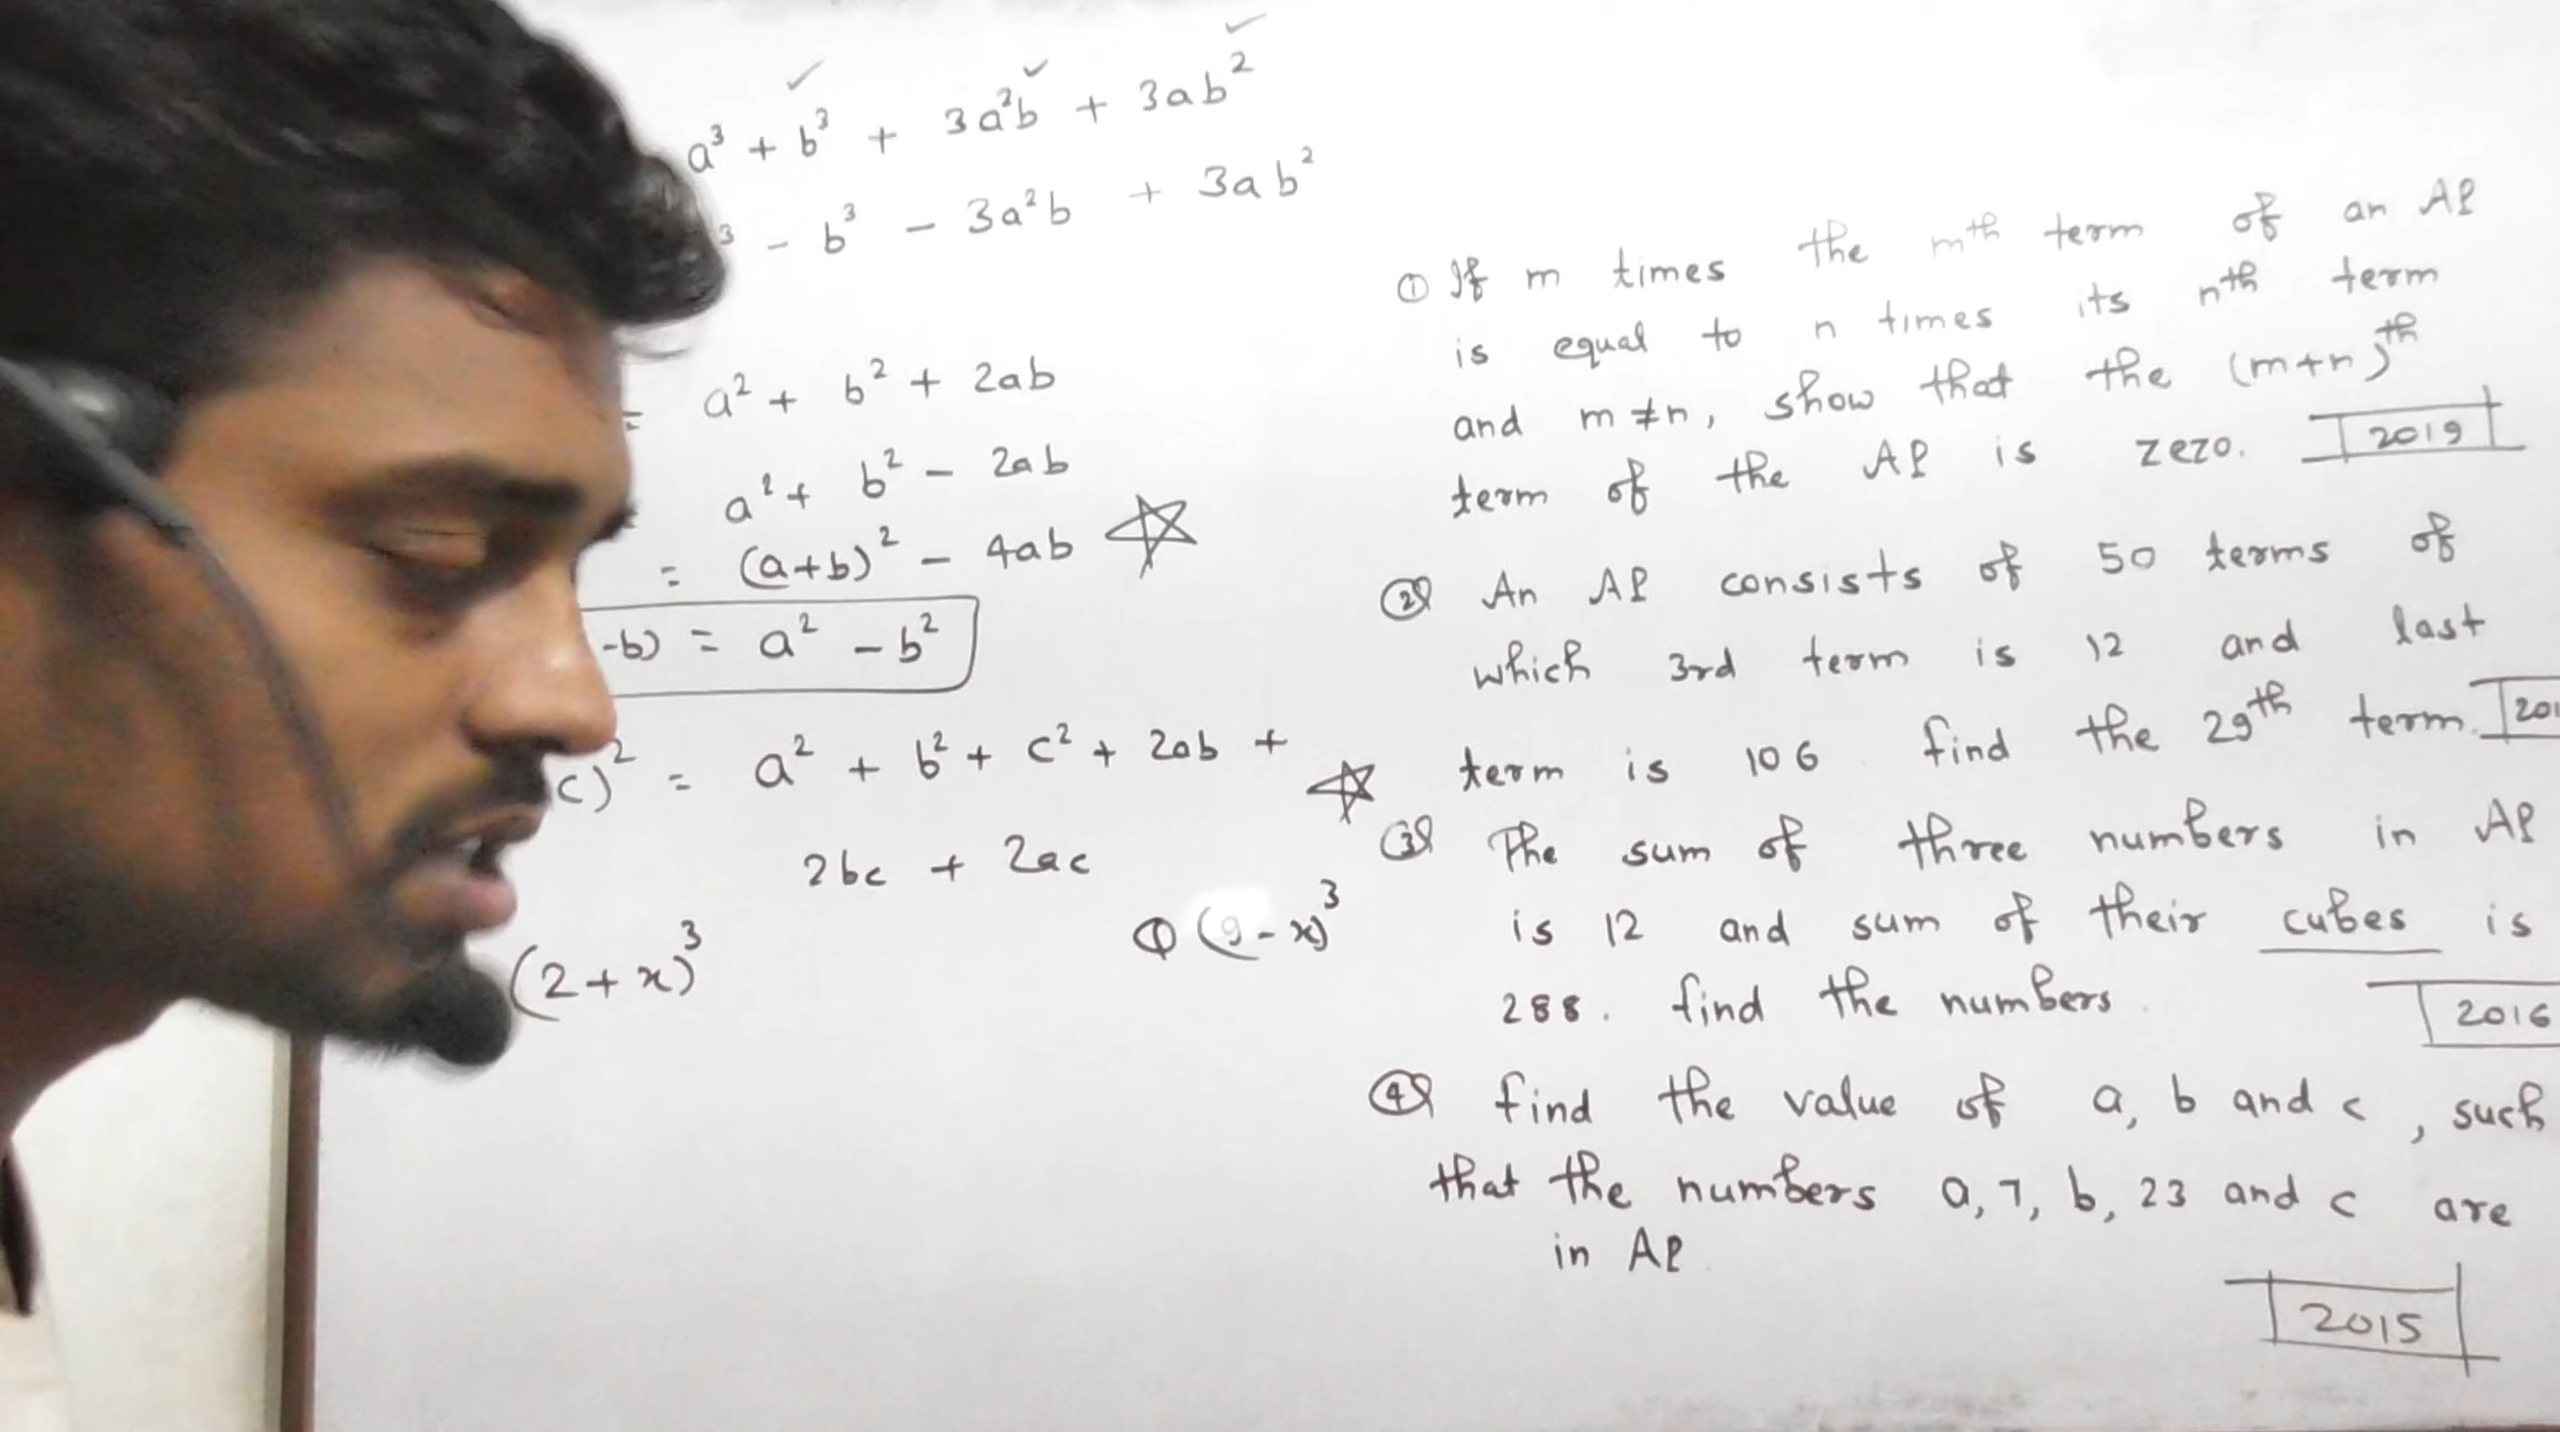 a³ + b³ + 3a²b + 3ab²
³ - b³ - 3a²b + 3ab²
= a² + b² + 2ab
a² + b² - 2ab
= (a+b)² - 4ab
-b) = a² - b²
c)² = a² + b² + c² + 2ab +
2bc + 2ac
(2+x)³
① (9-x)³
① If m times the mth term of an AP
is equal to n times its nth term
and m ≠ n, show that the (m+n)th
term of the AP is zezo. 2019
② An AP consists of 50 terms of
which 3rd term is 12 and last
term is 106 find the 29th term. 201
③ The sum of three numbers in AP
is 12 and sum of their cubes is
288. find the numbers.
2016
④ find the value of a, b and c, such
that the numbers a, 7, b, 23 and c are
in AP.
2015